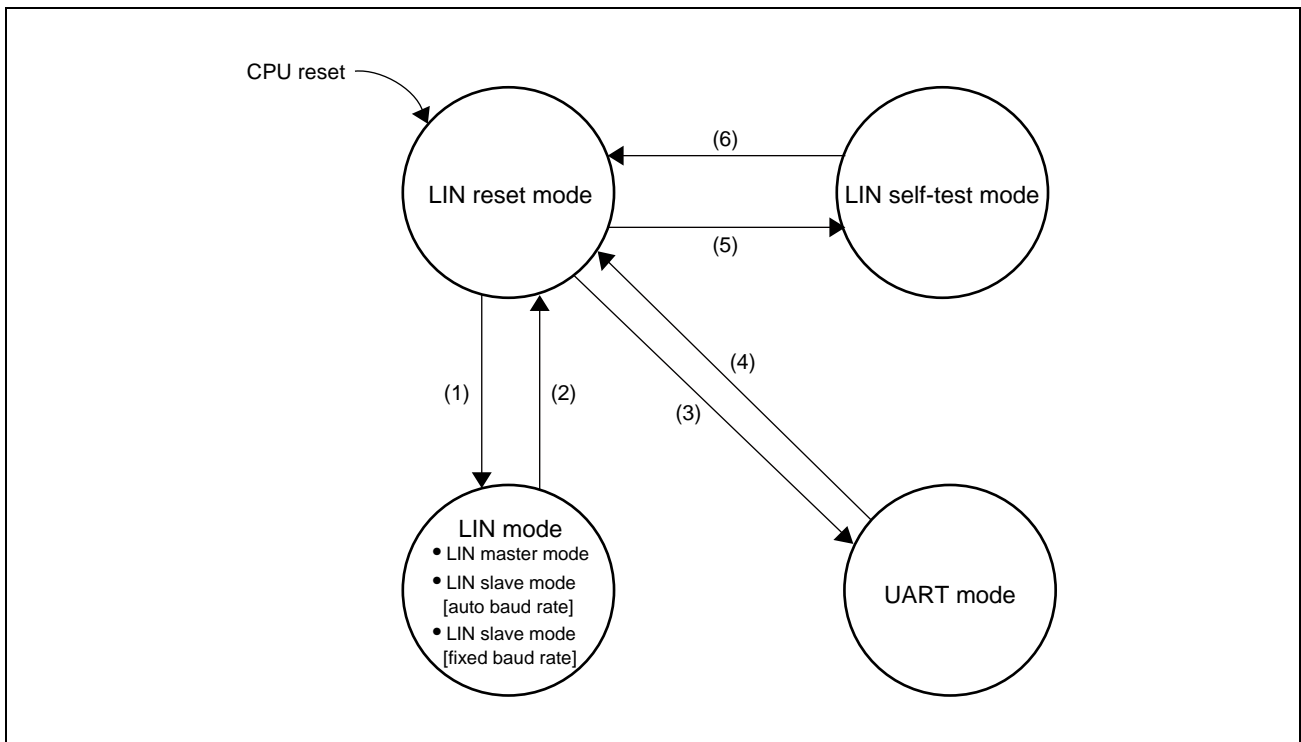 CPU reset
LIN reset mode
(6)
LIN self-test mode
(5)
(1)
(2)
(4)
(3)
LIN mode
• LIN master mode
• LIN slave mode
[auto baud rate]
• LIN slave mode
[fixed baud rate]
UART mode